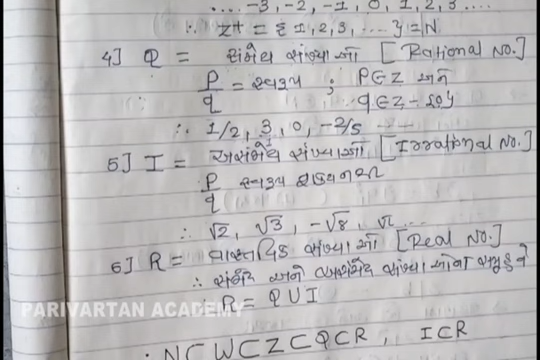 .... -3, -2, -1, 0, 1, 2, 3 ....
∴ Z+ = {1, 2, 3, .... } = N
4] Q = સંમેય સંખ્યાઓ [Rational No.]
p/q = સ્વરૂપ ; P∈Z અને
q∈Z - {0}
∴ 1/2, 3, 0, -2/5 ---
5] I = અસંમેય સંખ્યાઓ [Irrational No.]
p/q સ્વરૂપ શક્ય નથી
∴ √2, √3, -√8, ....
6] R = વાસ્તવિક સંખ્યાઓ [Real No.]
∴ સંમેય અને અસંમેય સંખ્યાઓના સમૂહને
∴ R = Q ∪ I
PARIVARTAN ACADEMY
∴ N⊂W⊂Z⊂Q⊂R, I⊂R